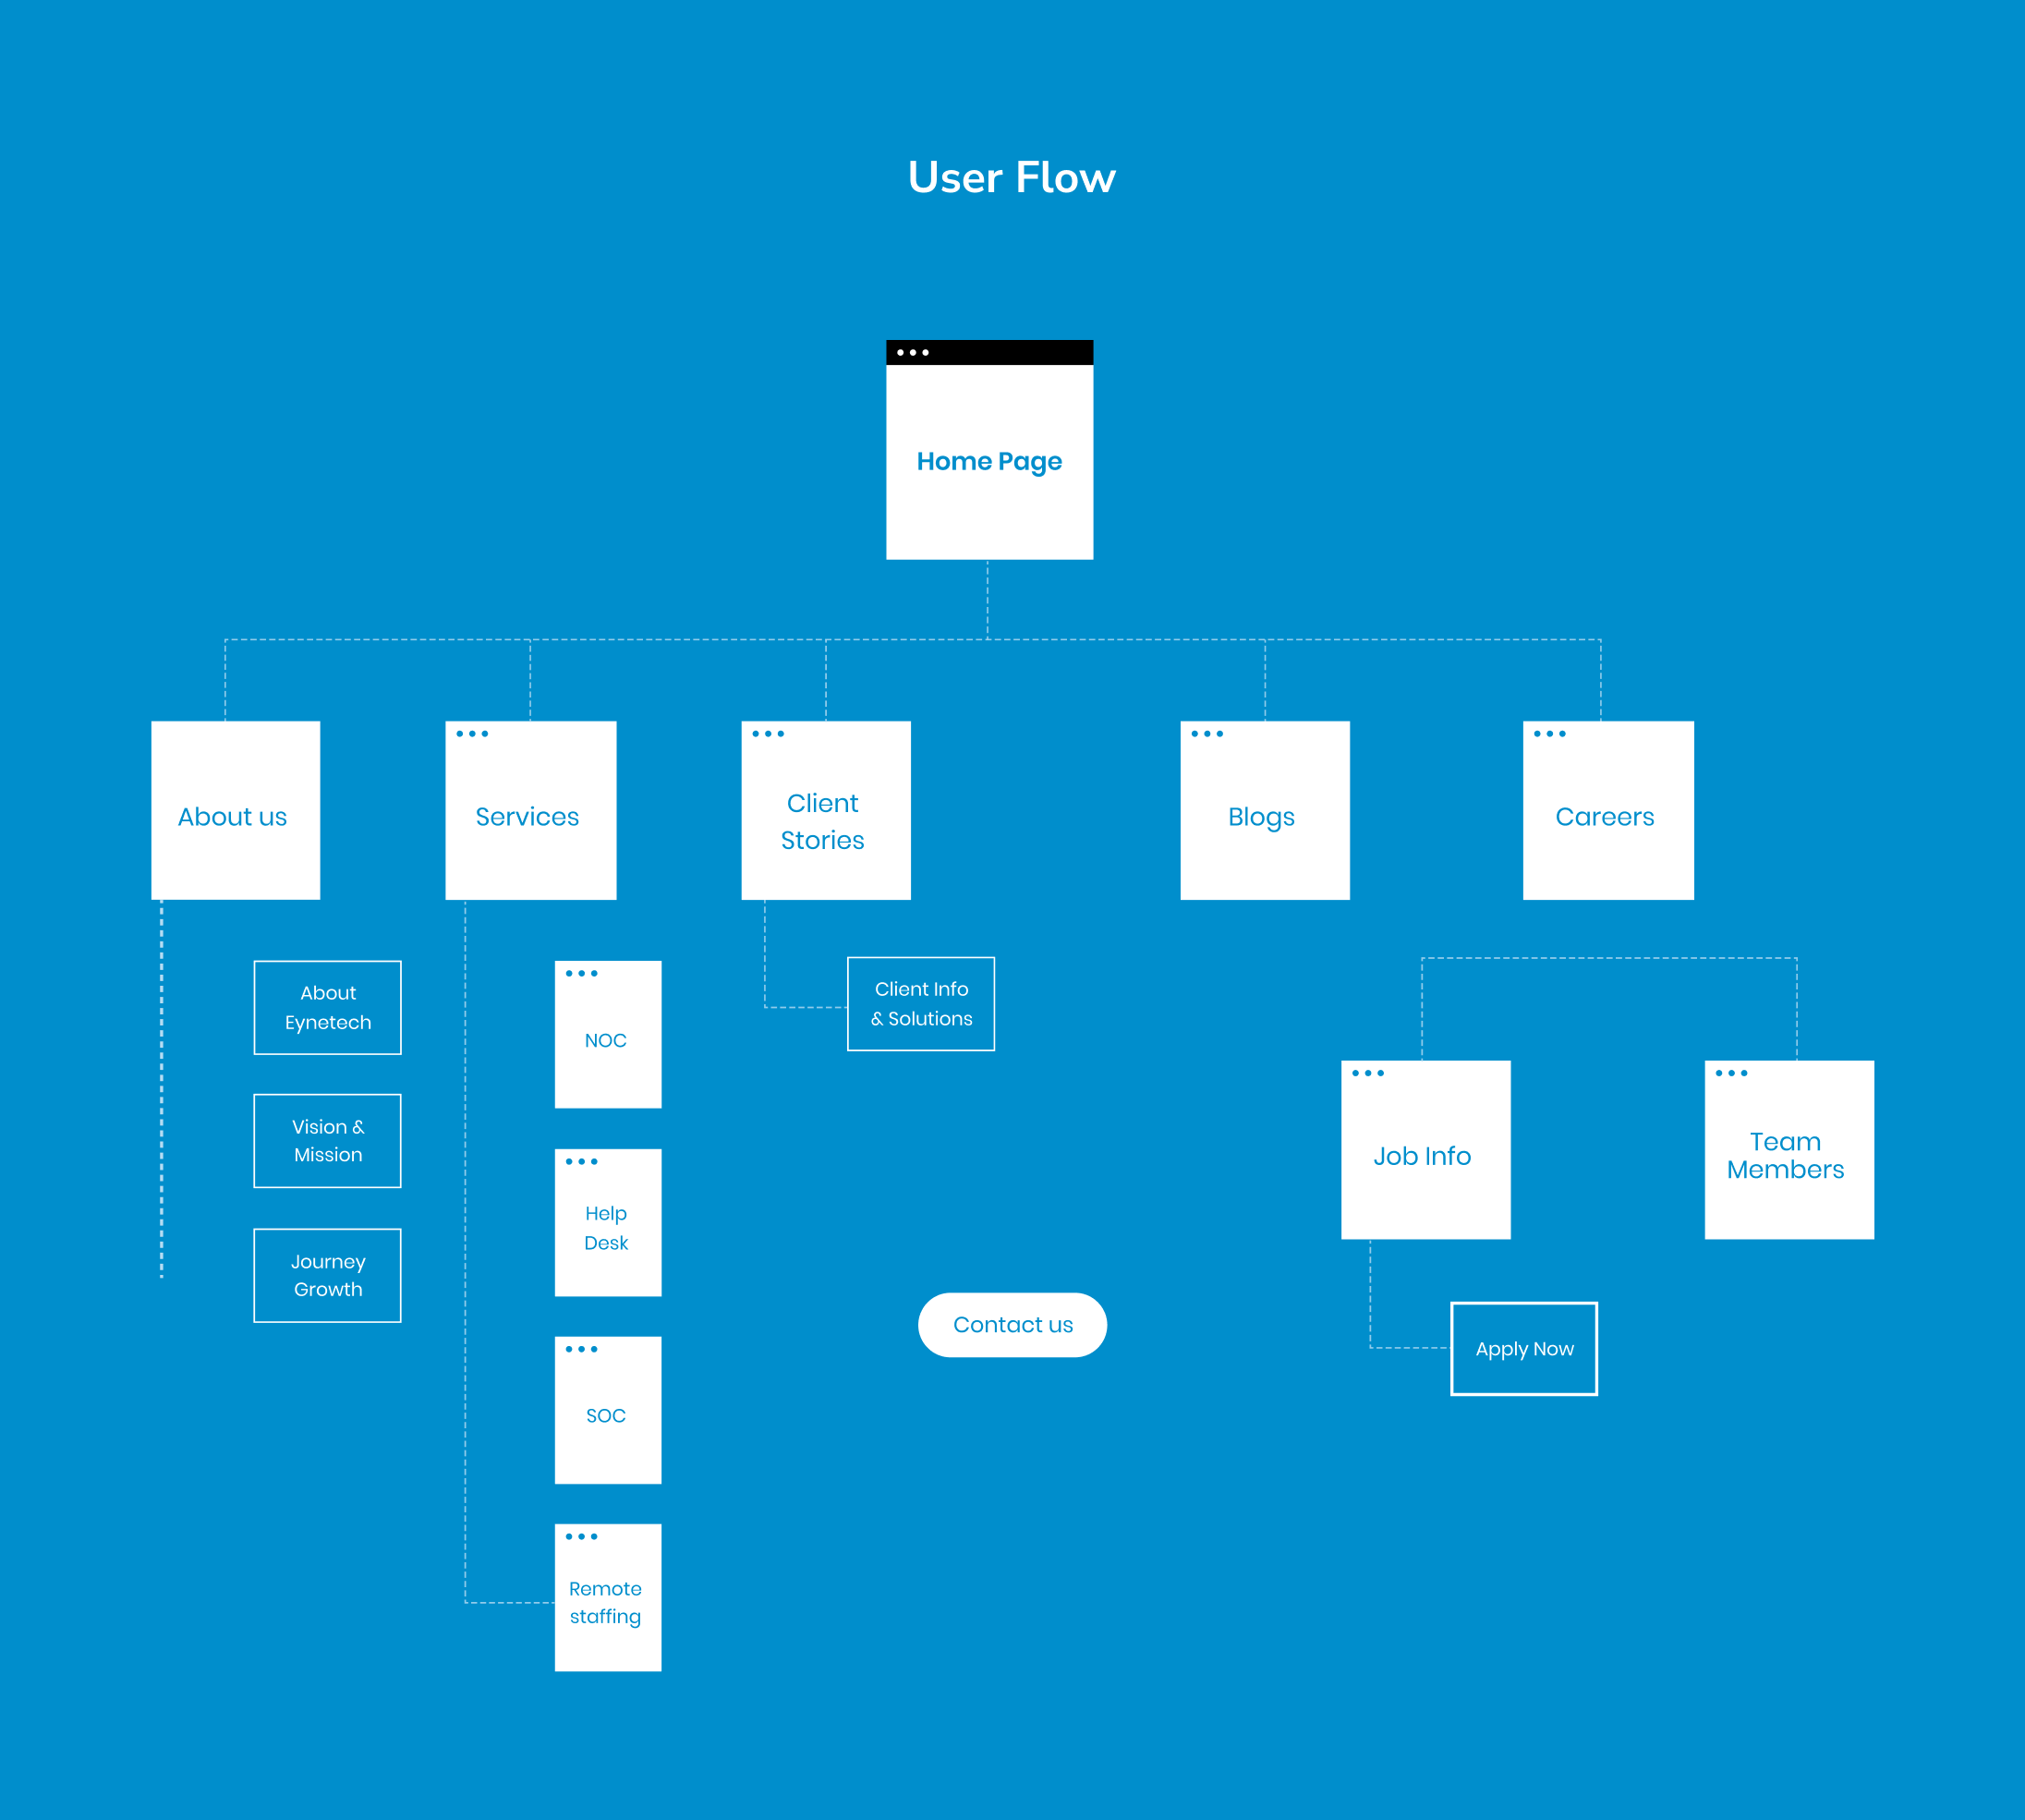 User Flow
Home Page
About us
Services
Client
Stories
Blogs
Careers
About
Eynetech
Vision &
Mission
Journey
Growth
NOC
Help
Desk
SOC
Remote
staffing
Client Info
& Solutions
Contact us
Job Info
Team
Members
Apply Now